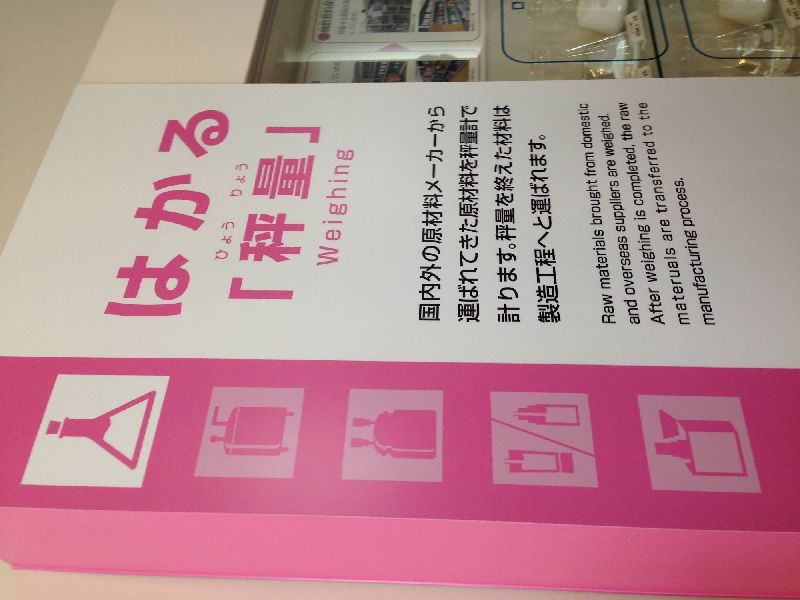 はかる
ひょう りょう
「秤量」
Weighing
国内外の原材料メーカーから
運ばれてきた原材料を秤量計で
計ります。秤量を終えた材料は
製造工程へと運ばれます。
Raw materials brought from domestic
and overseas suppliers are weighed.
After weighing is completed, the raw
materuals are transferred to the
manufacturing process.